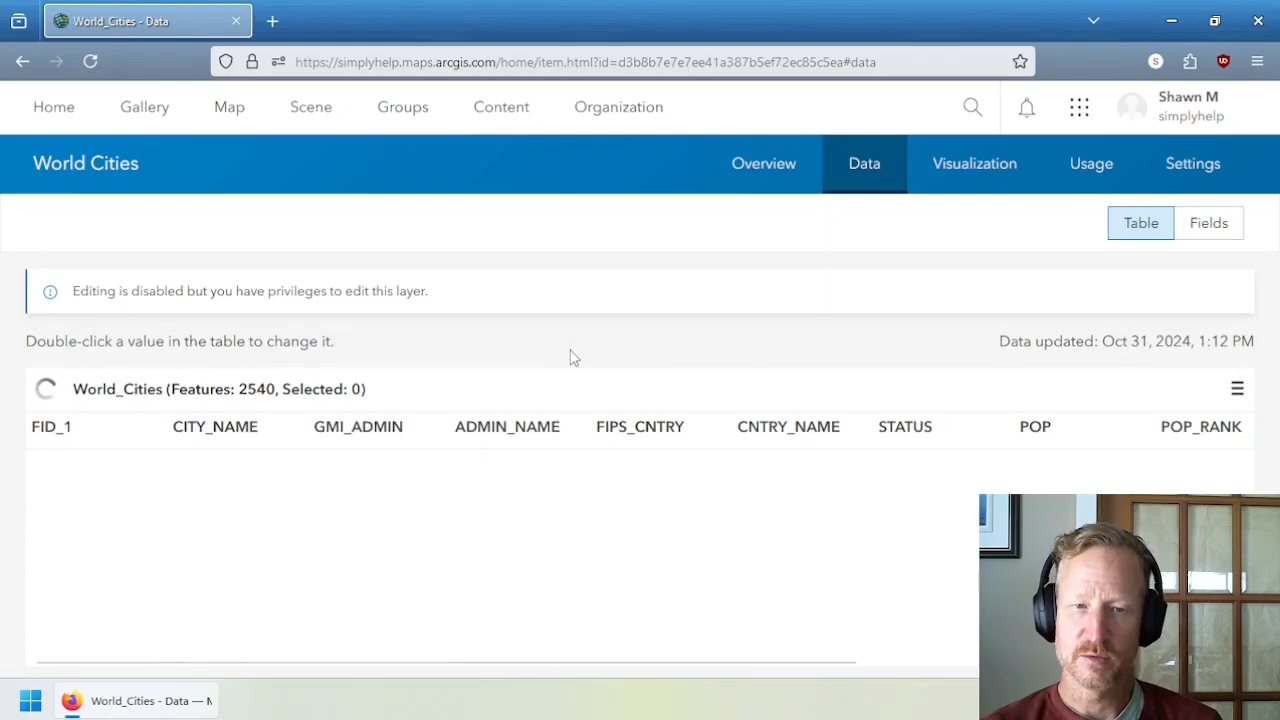 World_Cities - Data
https://simplyhelp.maps.arcgis.com/home/item.html?id=d3b8b7e7e7ee41a387b5ef72ec85c5ea#data
S
Home Gallery Map Scene Groups Content Organization
Shawn M
simplyhelp
World Cities Overview Data Visualization Usage Settings
Table Fields
Editing is disabled but you have privileges to edit this layer.
Double-click a value in the table to change it. Data updated: Oct 31, 2024, 1:12 PM
World_Cities (Features: 2540, Selected: 0)
FID_1 CITY_NAME GMI_ADMIN ADMIN_NAME FIPS_CNTRY CNTRY_NAME STATUS POP POP_RANK
World_Cities - Data — M